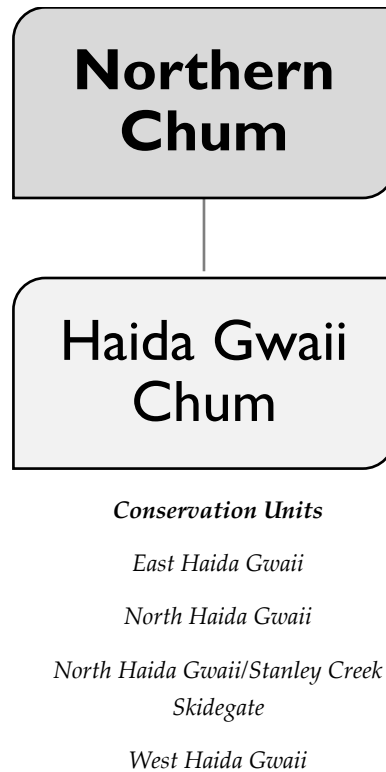 Northern
Chum
Haida Gwaii
Chum
Conservation Units
East Haida Gwaii
North Haida Gwaii
North Haida Gwaii/Stanley Creek
Skidegate
West Haida Gwaii